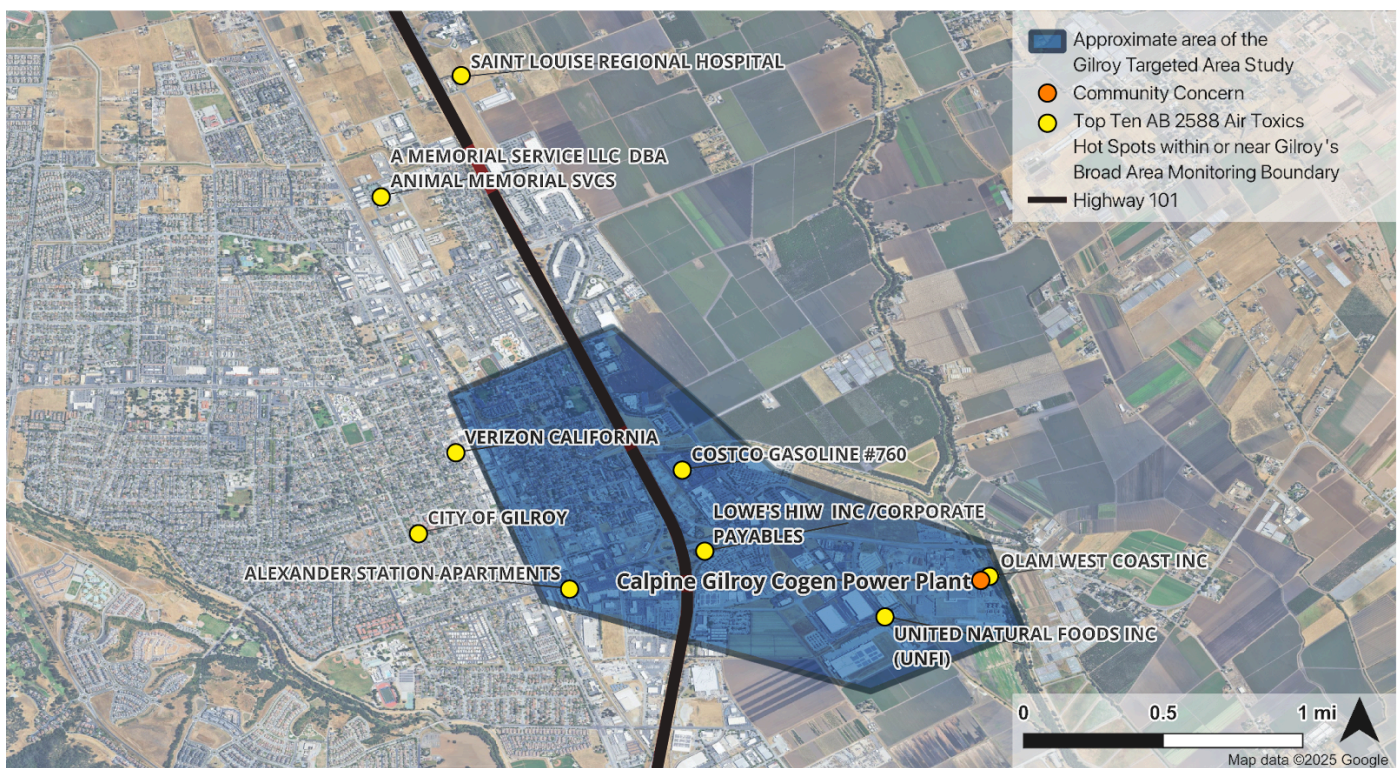 SAINT LOUISE REGIONAL HOSPITAL
A MEMORIAL SERVICE LLC DBA
ANIMAL MEMORIAL SVCS
VERIZON CALIFORNIA
COSTCO GASOLINE #760
CITY OF GILROY
LOWE'S HIW INC /CORPORATE
PAYABLES
ALEXANDER STATION APARTMENTS
Calpine Gilroy Cogen Power Plant
OLAM WEST COAST INC
UNITED NATURAL FOODS INC
(UNFI)
Approximate area of the
Gilroy Targeted Area Study
Community Concern
Top Ten AB 2588 Air Toxics
Hot Spots within or near Gilroy's
Broad Area Monitoring Boundary
Highway 101
0 0.5 1 mi
Map data ©2025 Google